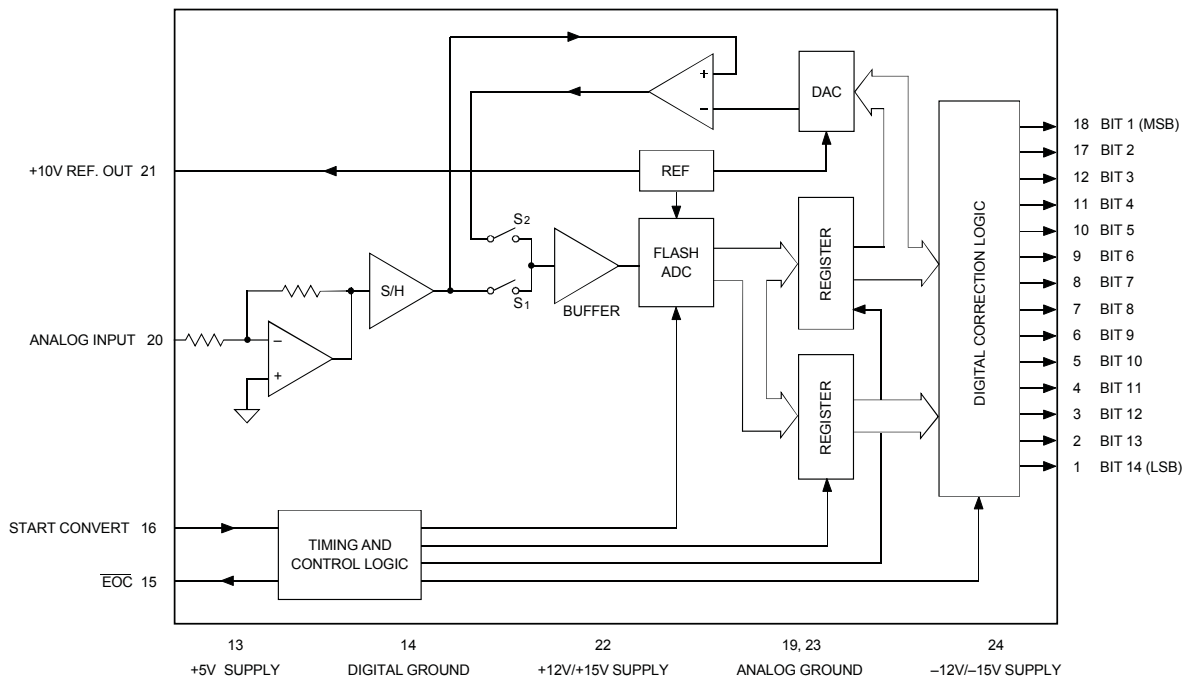 +
−
DAC
18 BIT 1 (MSB)
17 BIT 2
12 BIT 3
11 BIT 4
10 BIT 5
9 BIT 6
8 BIT 7
7 BIT 8
6 BIT 9
5 BIT 10
4 BIT 11
3 BIT 12
2 BIT 13
1 BIT 14 (LSB)
+10V REF. OUT 21
REF
S2
S1
S/H
BUFFER
FLASH
ADC
REGISTER
REGISTER
DIGITAL CORRECTION LOGIC
ANALOG INPUT 20
−
+
START CONVERT 16
EOC 15
TIMING AND
CONTROL LOGIC
13
+5V SUPPLY
14
DIGITAL GROUND
22
+12V/+15V SUPPLY
19, 23
ANALOG GROUND
24
–12V/–15V SUPPLY